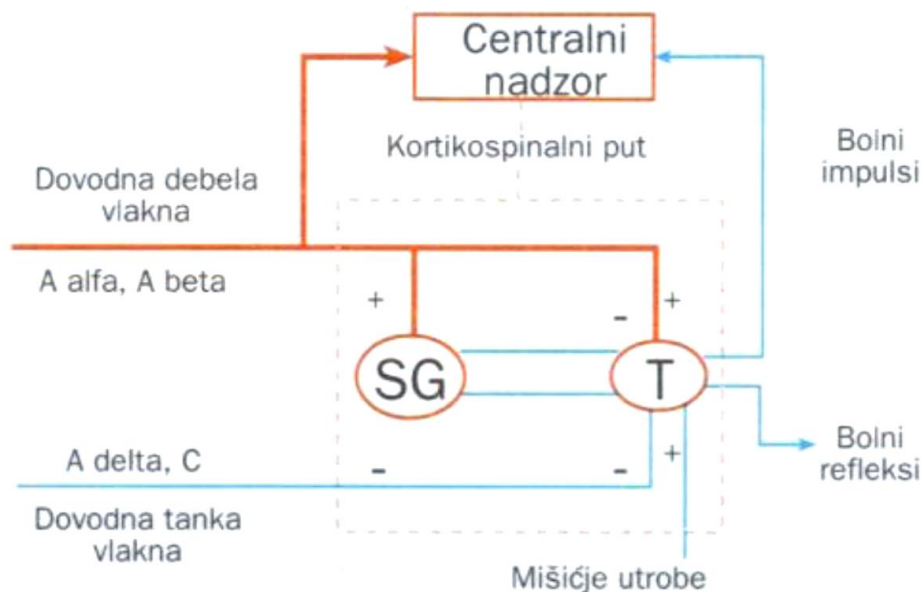 Centralni
nadzor
Kortikospinalni put
Bolni
impulsi
Dovodna debela
vlakna
A alfa, A beta
+
-
+
SG
T
A delta, C
-
-
+
Bolni
refleksi
Dovodna tanka
vlakna
Mišićje utrobe